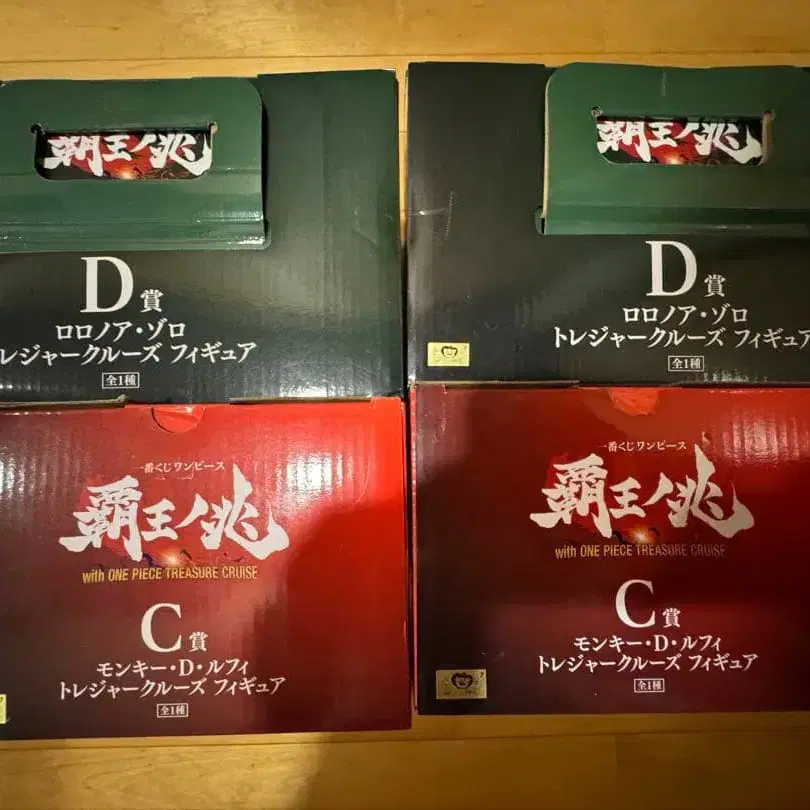 覇王ノ兆
D賞
ロロノア・ゾロ
レジャークルーズ フィギュア
全1種
覇王ノ兆
D賞
ロロノア・ゾロ
トレジャークルーズ フィギュア
全1種
一番くじワンピース
覇王ノ兆
with ONE PIECE TREASURE CRUISE
C賞
モンキー・D・ルフィ
トレジャークルーズ フィギュア
全1種
一番くじワンピース
覇王ノ兆
with ONE PIECE TREASURE CRUISE
C賞
モンキー・D・ルフィ
トレジャークルーズ フィギュア
全1種